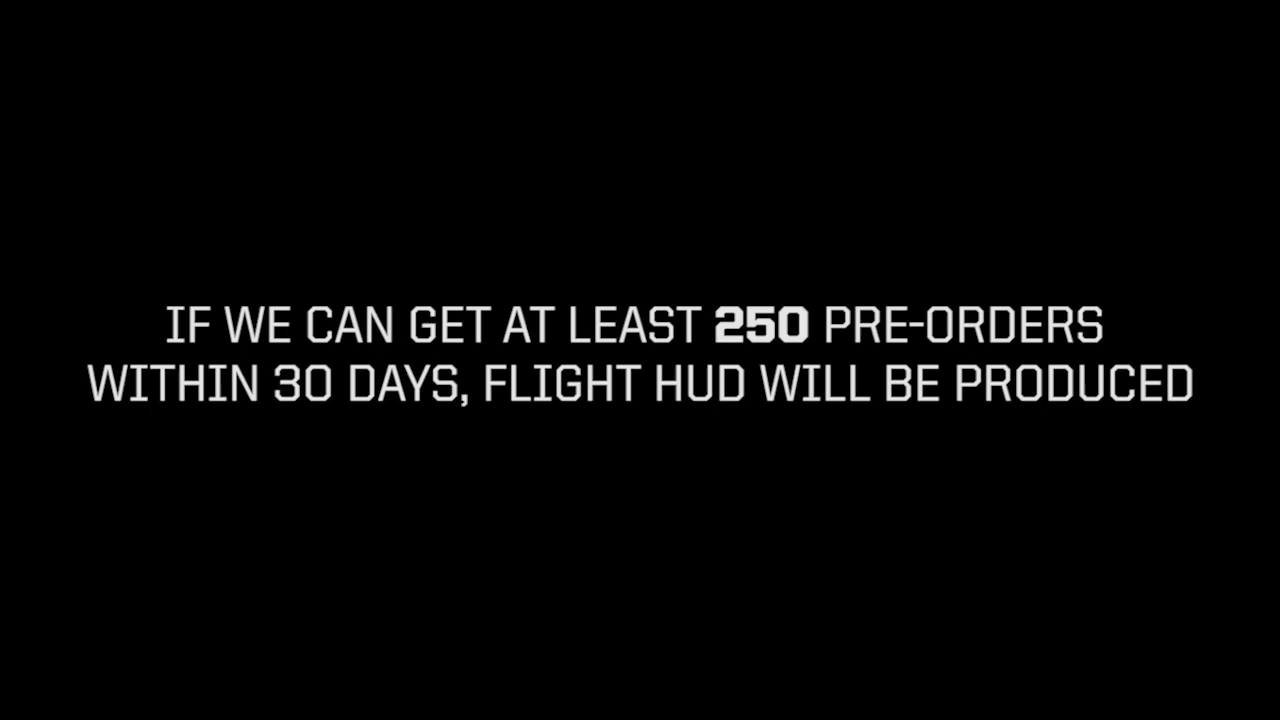 IF WE CAN GET AT LEAST 250 PRE-ORDERS
WITHIN 30 DAYS, FLIGHT HUD WILL BE PRODUCED